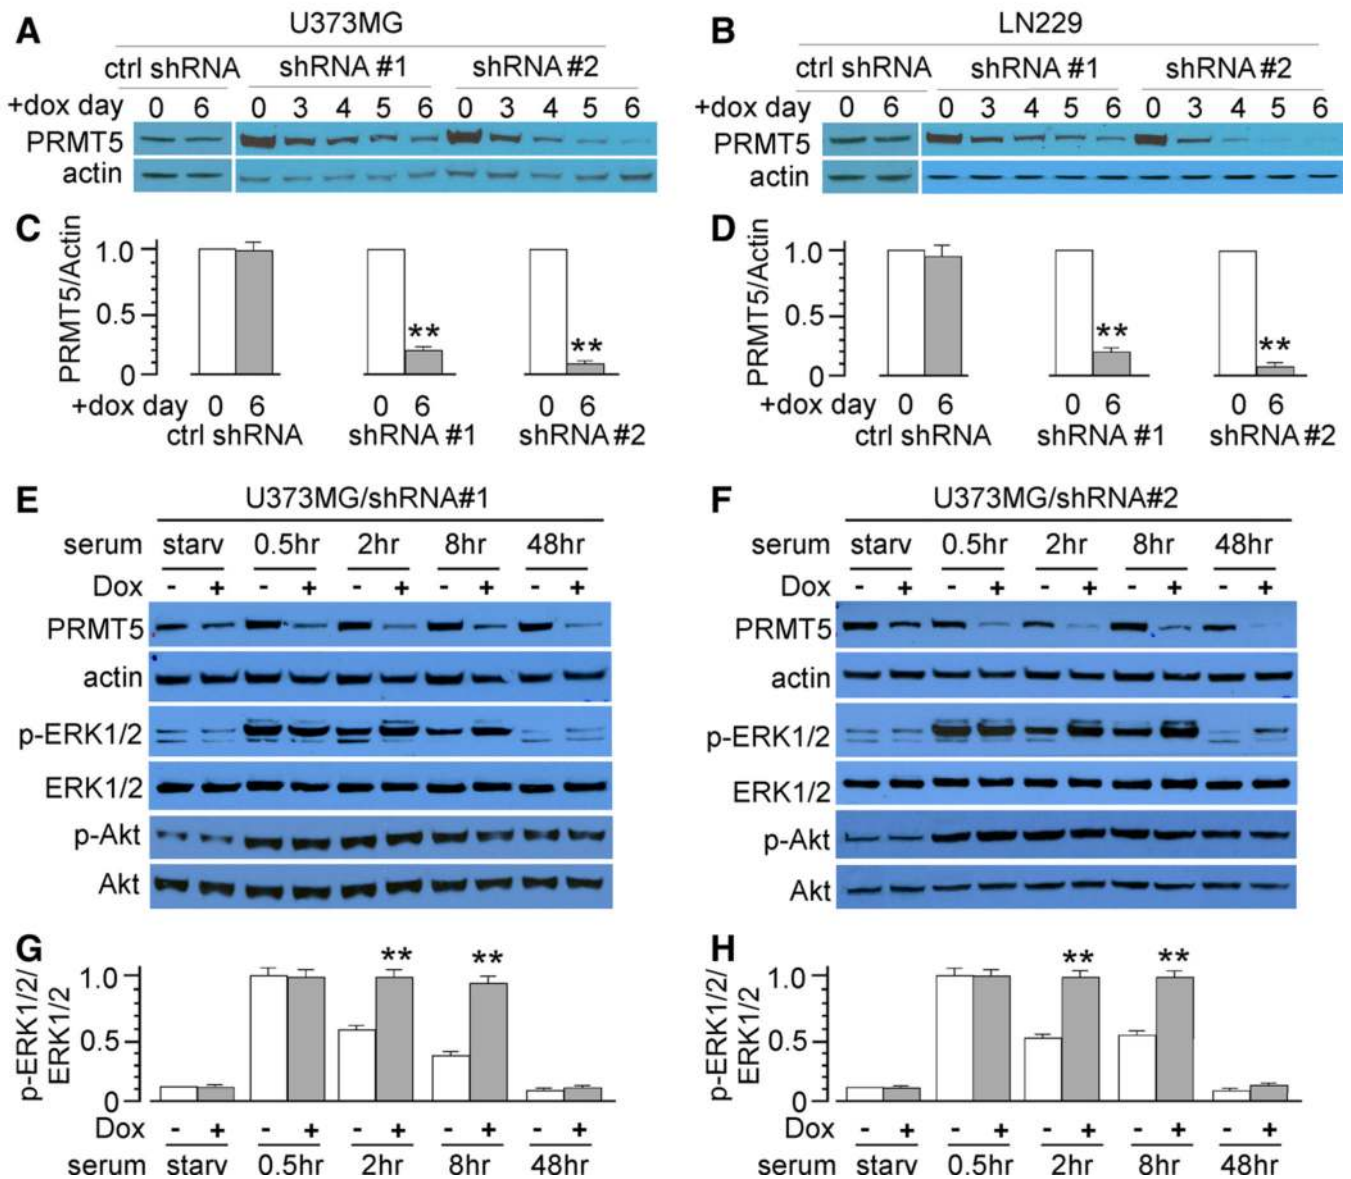 A U373MG
ctrl shRNA shRNA #1 shRNA #2
+dox day 0 6 0 3 4 5 6 0 3 4 5 6
PRMT5
actin
B LN229
ctrl shRNA shRNA #1 shRNA #2
+dox day 0 6 0 3 4 5 6 0 3 4 5 6
PRMT5
actin
C
PRMT5/Actin
1.0
0.5
0
** **
+dox day 0 6 0 6 0 6
ctrl shRNA shRNA #1 shRNA #2
D
PRMT5/Actin
1.0
0.5
0
** **
+dox day 0 6 0 6 0 6
ctrl shRNA shRNA #1 shRNA #2
E U373MG/shRNA#1
serum starv 0.5hr 2hr 8hr 48hr
Dox - + - + - + - + - +
PRMT5
actin
p-ERK1/2
ERK1/2
p-Akt
Akt
F U373MG/shRNA#2
serum starv 0.5hr 2hr 8hr 48hr
Dox - + - + - + - + - +
PRMT5
actin
p-ERK1/2
ERK1/2
p-Akt
Akt
G
p-ERK1/2/
ERK1/2
1.0
0.5
0
** **
Dox - + - + - + - + - +
serum starv 0.5hr 2hr 8hr 48hr
H
p-ERK1/2/
ERK1/2
1.0
0.5
0
** **
Dox - + - + - + - + - +
serum starv 0.5hr 2hr 8hr 48hr